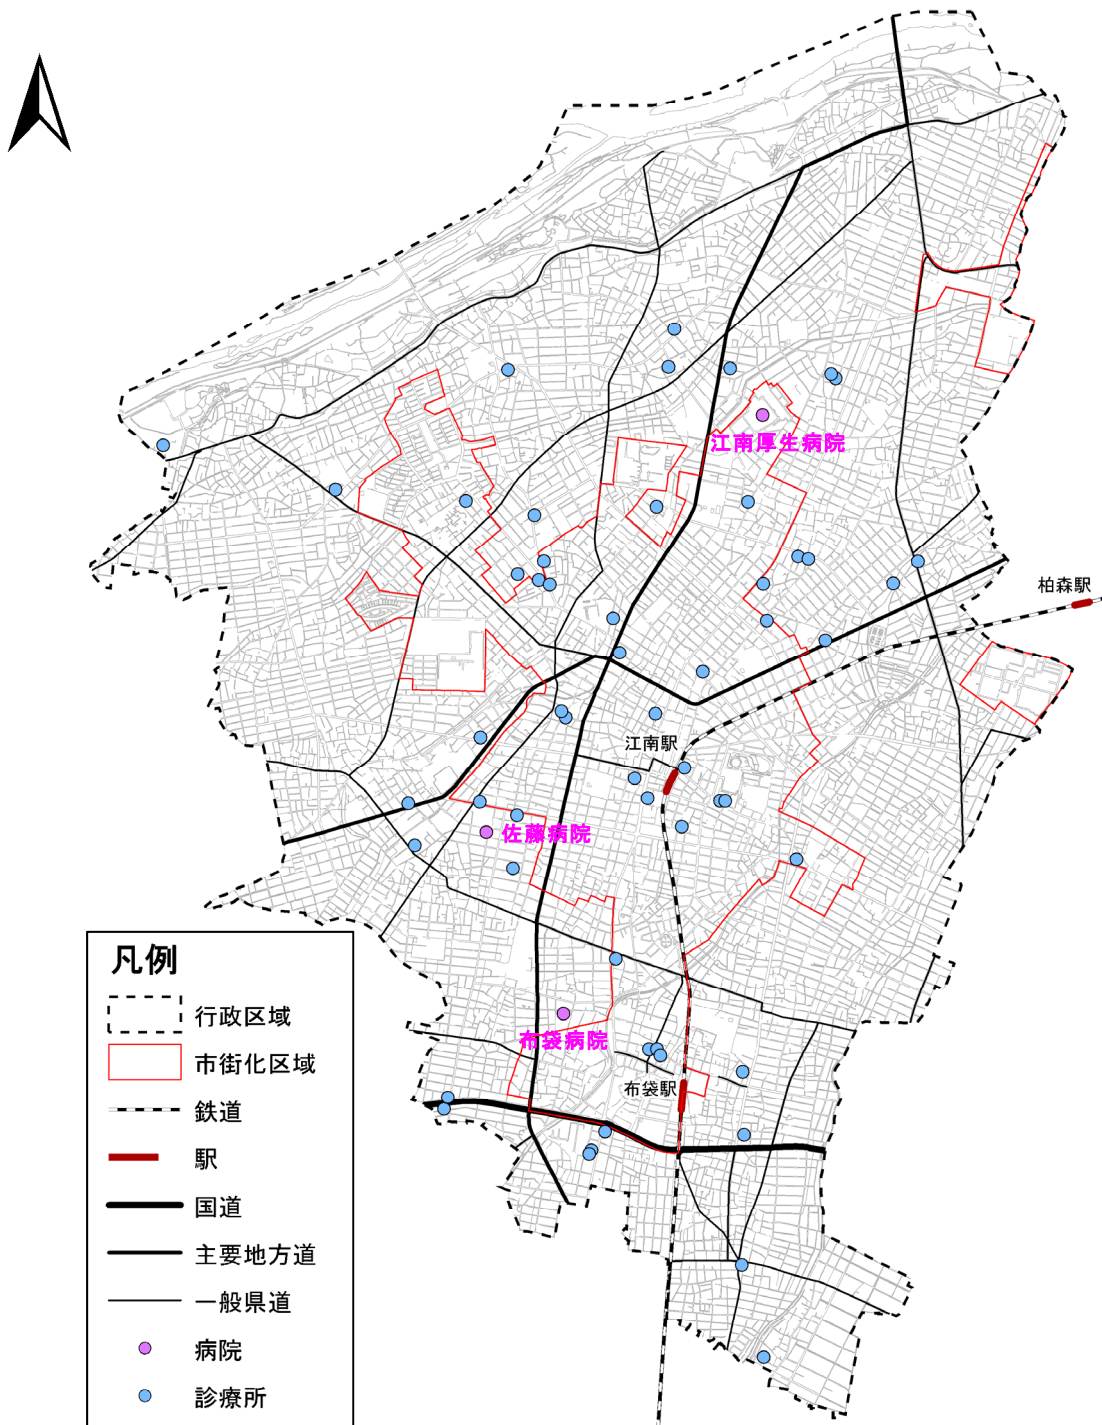 江南厚生病院
柏森駅
江南駅
佐藤病院
布袋病院
布袋駅
凡例
行政区域
市街化区域
鉄道
駅
国道
主要地方道
一般県道
病院
診療所